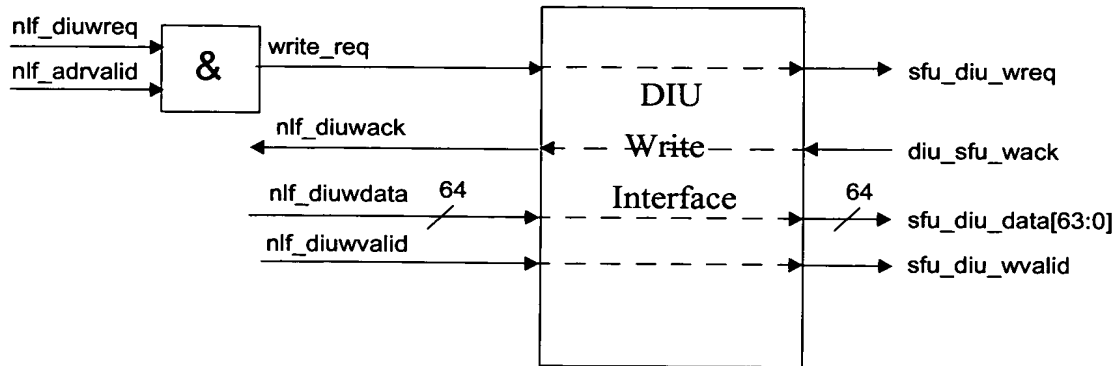 nlf_diuwreq
nlf_adrvalid
&
write_req
sfu_diu_wreq
DIU
nlf_diuwack
Write
diu_sfu_wack
nlf_diuwdata
64
Interface
64
sfu_diu_data[63:0]
nlf_diuwvalid
sfu_diu_wvalid